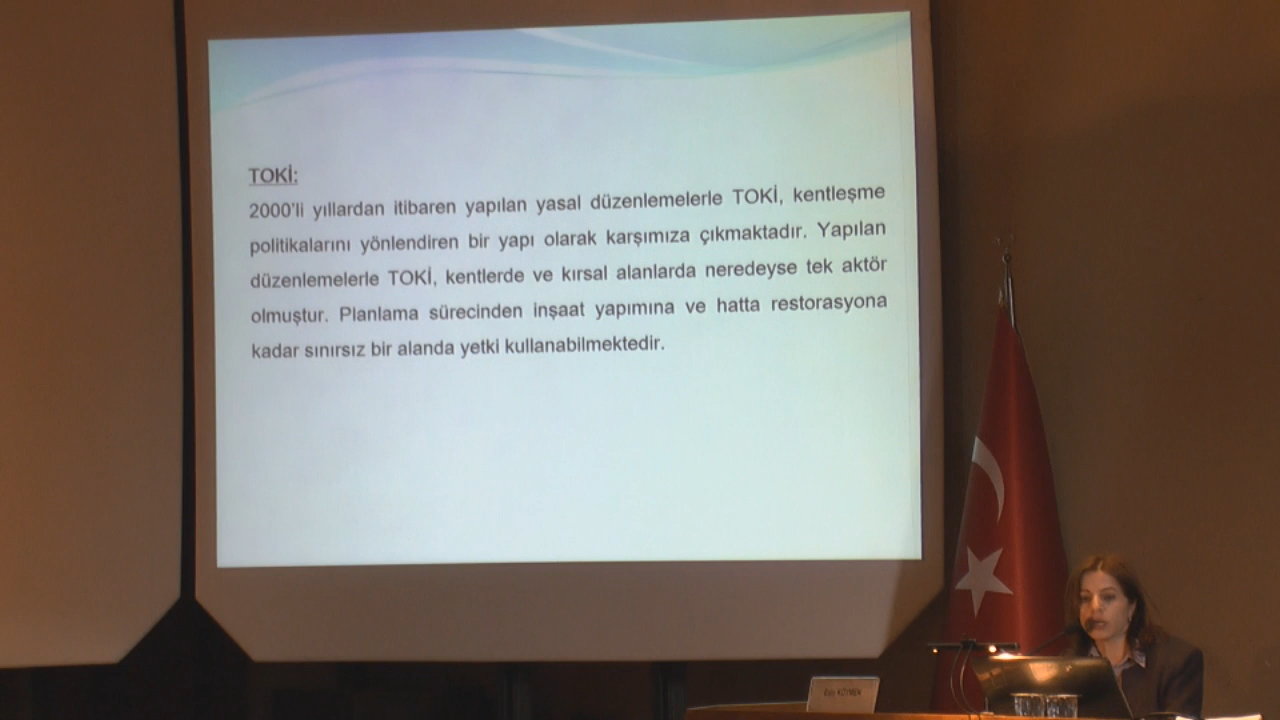 TOKİ:
2000'li yıllardan itibaren yapılan yasal düzenlemelerle TOKİ, kentleşme
politikalarını yönlendiren bir yapı olarak karşımıza çıkmaktadır. Yapılan
düzenlemelerle TOKİ, kentlerde ve kırsal alanlarda neredeyse tek aktör
olmuştur. Planlama sürecinden inşaat yapımına ve hatta restorasyona
kadar sınırsız bir alanda yetki kullanabilmektedir.